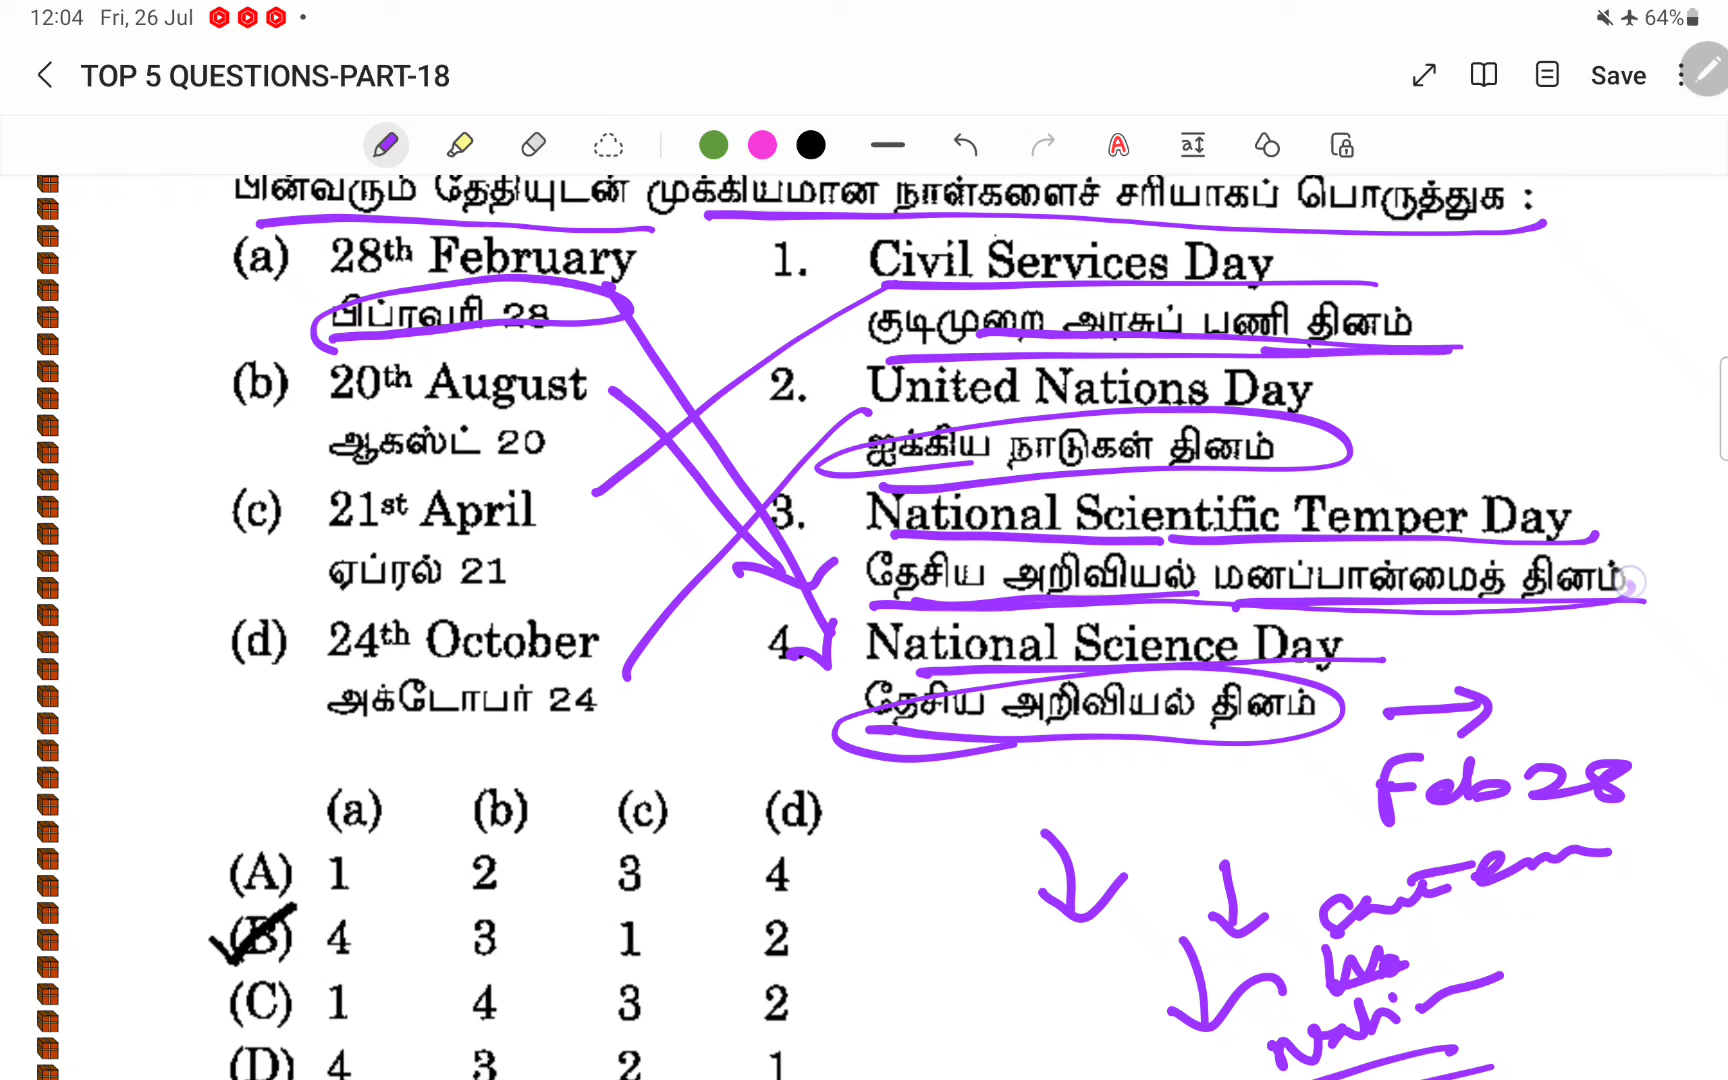 12:04 Fri, 26 Jul
64%
TOP 5 QUESTIONS-PART-18
Save
பின்வரும் தேதியுடன் முக்கியமான நாள்களைச் சரியாகப் பொருத்துக :
(a) 28th February 1. Civil Services Day
பிப்ரவரி 28 குடிமுறை அரசுப் பணி தினம்
(b) 20th August 2. United Nations Day
ஆகஸ்ட் 20 ஐக்கிய நாடுகள் தினம்
(c) 21st April 3. National Scientific Temper Day
ஏப்ரல் 21 தேசிய அறிவியல் மனப்பான்மைத் தினம்
(d) 24th October 4. National Science Day
அக்டோபர் 24 தேசிய அறிவியல் தினம்
Feb 28
(a) (b) (c) (d)
(A) 1 2 3 4
(B) 4 3 1 2
(C) 1 4 3 2
(D) 4 3 2 1